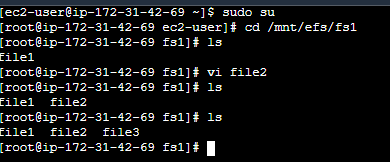 [ec2-user@ip-172-31-42-69 ~]$ sudo su
[root@ip-172-31-42-69 ec2-user]# cd /mnt/efs/fs1
[root@ip-172-31-42-69 fs1]# ls
file1
[root@ip-172-31-42-69 fs1]# vi file2
[root@ip-172-31-42-69 fs1]# ls
file1  file2
[root@ip-172-31-42-69 fs1]# ls
file1  file2  file3
[root@ip-172-31-42-69 fs1]#